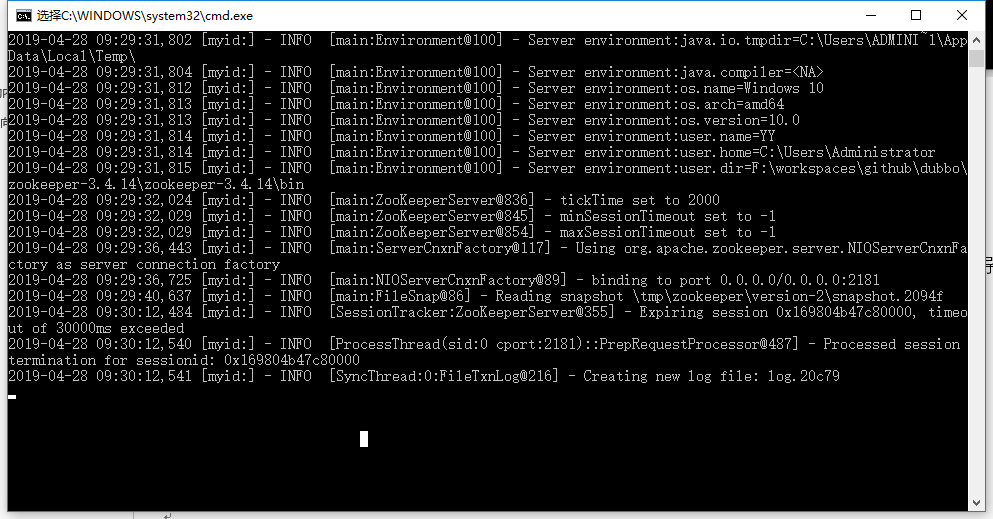 选择C:\WINDOWS\system32\cmd.exe
2019-04-28 09:29:31,802 [myid:] - INFO  [main:Environment@100] - Server environment:java.io.tmpdir=C:\Users\ADMINI~1\App
Data\Local\Temp\
2019-04-28 09:29:31,804 [myid:] - INFO  [main:Environment@100] - Server environment:java.compiler=<NA>
2019-04-28 09:29:31,812 [myid:] - INFO  [main:Environment@100] - Server environment:os.name=Windows 10
2019-04-28 09:29:31,813 [myid:] - INFO  [main:Environment@100] - Server environment:os.arch=amd64
2019-04-28 09:29:31,813 [myid:] - INFO  [main:Environment@100] - Server environment:os.version=10.0
2019-04-28 09:29:31,814 [myid:] - INFO  [main:Environment@100] - Server environment:user.name=YY
2019-04-28 09:29:31,814 [myid:] - INFO  [main:Environment@100] - Server environment:user.home=C:\Users\Administrator
2019-04-28 09:29:31,815 [myid:] - INFO  [main:Environment@100] - Server environment:user.dir=F:\workspaces\github\dubbo\
zookeeper-3.4.14\zookeeper-3.4.14\bin
2019-04-28 09:29:32,024 [myid:] - INFO  [main:ZooKeeperServer@836] - tickTime set to 2000
2019-04-28 09:29:32,029 [myid:] - INFO  [main:ZooKeeperServer@845] - minSessionTimeout set to -1
2019-04-28 09:29:32,029 [myid:] - INFO  [main:ZooKeeperServer@854] - maxSessionTimeout set to -1
2019-04-28 09:29:36,443 [myid:] - INFO  [main:ServerCnxnFactory@117] - Using org.apache.zookeeper.server.NIOServerCnxnFa
ctory as server connection factory
2019-04-28 09:29:36,725 [myid:] - INFO  [main:NIOServerCnxnFactory@89] - binding to port 0.0.0.0/0.0.0.0:2181
2019-04-28 09:29:40,637 [myid:] - INFO  [main:FileSnap@86] - Reading snapshot \tmp\zookeeper\version-2\snapshot.2094f
2019-04-28 09:30:12,484 [myid:] - INFO  [SessionTracker:ZooKeeperServer@355] - Expiring session 0x169804b47c80000, timeo
ut of 30000ms exceeded
2019-04-28 09:30:12,540 [myid:] - INFO  [ProcessThread(sid:0 cport:2181)::PrepRequestProcessor@487] - Processed session
termination for sessionid: 0x169804b47c80000
2019-04-28 09:30:12,541 [myid:] - INFO  [SyncThread:0:FileTxnLog@216] - Creating new log file: log.20c79